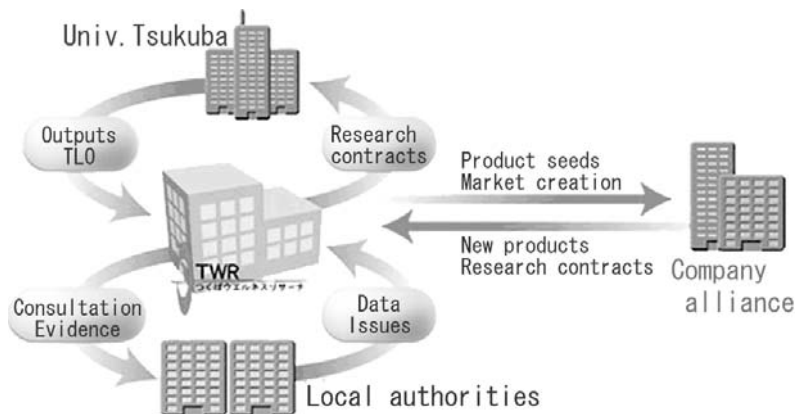 Univ. Tsukuba
Outputs
TLO
Research
contracts
Product seeds
Market creation
New products
Research contracts
Company
alliance
TWR
つくばウエルネスリサーチ
Consultation
Evidence
Data
Issues
Local authorities